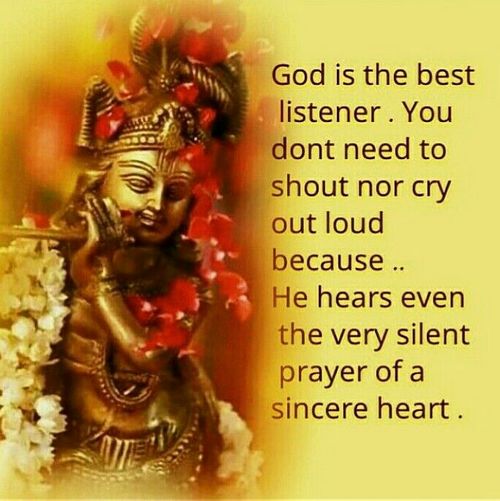 God is the best
listener . You
dont need to
shout nor cry
out loud
because ..
He hears even
the very silent
prayer of a
sincere heart .